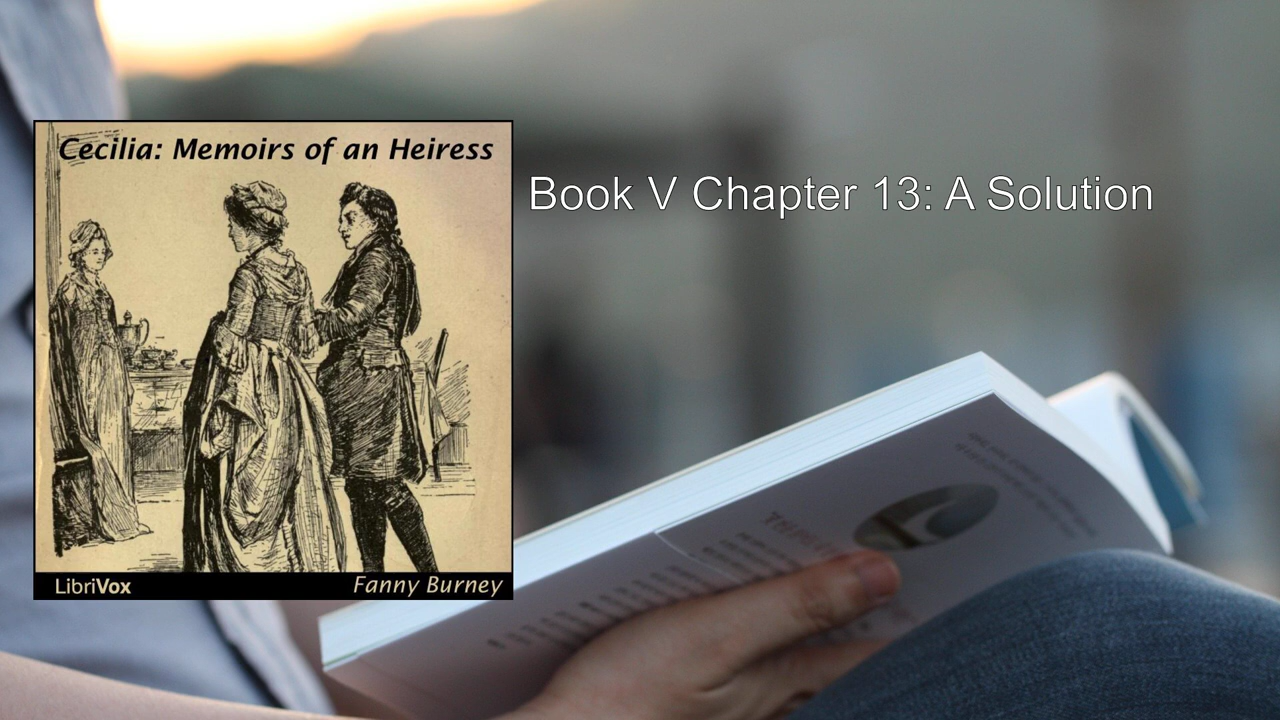 Cecilia: Memoirs of an Heiress
Book V Chapter 13: A Solution
LibriVox
Fanny Burney